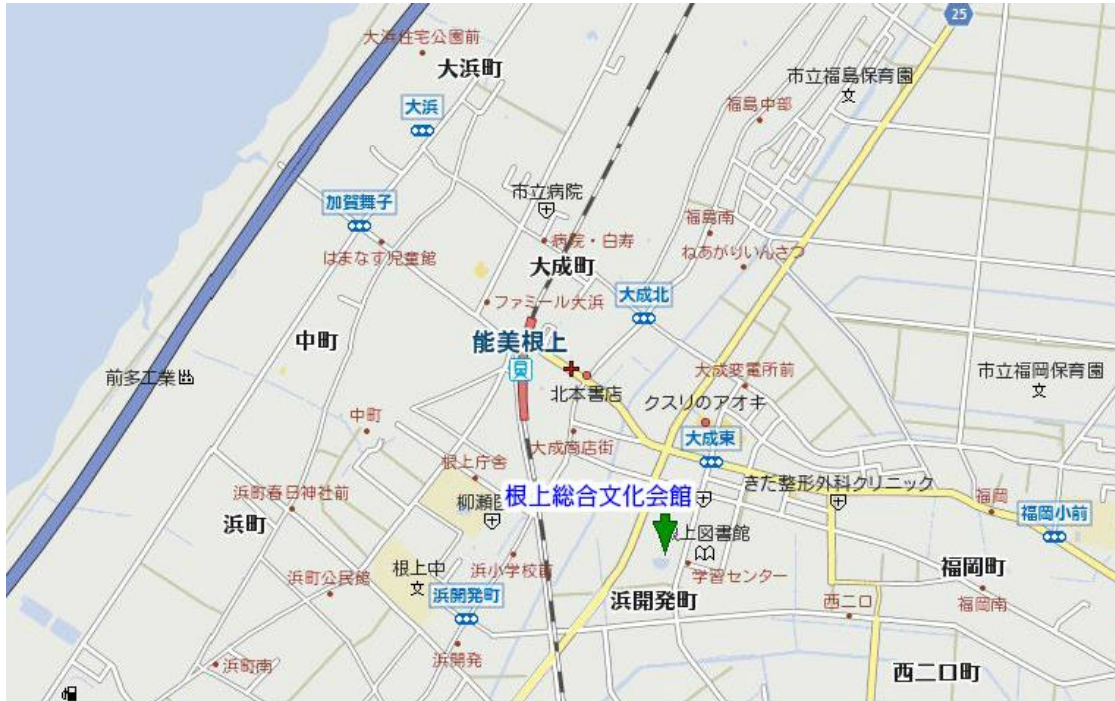 25
大浜住宅公園前
大浜町
市立福島保育園
文
大浜
福島中部
市立病院
加賀舞子
福島南
病院・白寿
はまなす児童館
ねあがりいんさつ
大成町
大成北
ファミール大浜
中町
能美根上
前多工業
大成変電所前
市立福岡保育園
文
北本書店
クスリのアオキ
中町
大成商店街
大成東
根上庁舎
きた整形外科クリニック
浜町春日神社前
柳瀬医
根上総合文化会館
福岡
浜町
福岡小前
上図書館
根上中
文
浜小学校前
学習センター
福岡町
浜町公民館
浜開発町
浜開発町
西二口
福岡南
浜開発
浜町南
西二口町